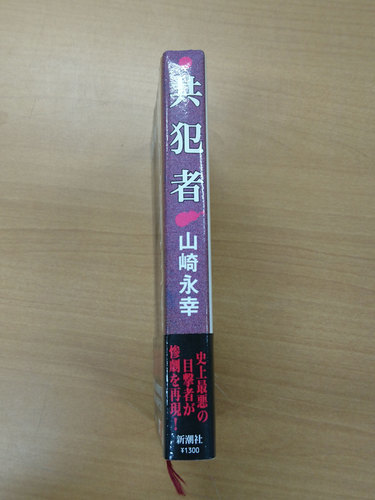 共犯者
山崎永幸
史上最悪の
目撃者が
惨劇を再現!
新潮社
¥1300